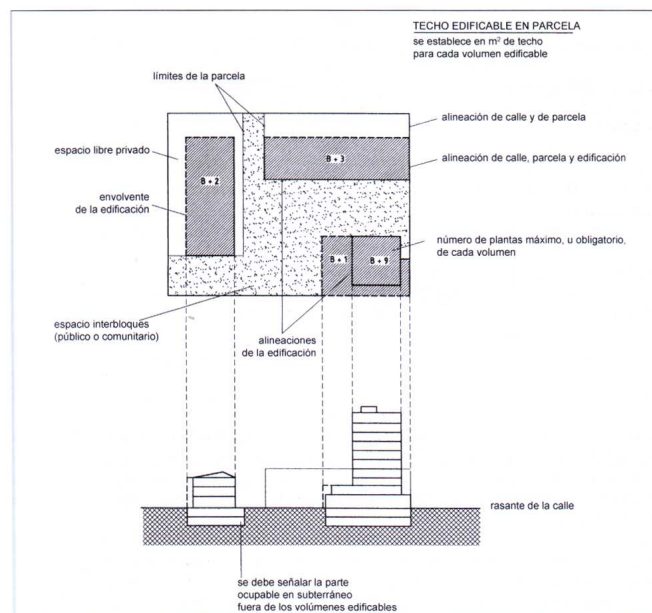 TECHO EDIFICABLE EN PARCELA
se establece en m² de techo
para cada volumen edificable
límites de la parcela
alineación de calle y de parcela
espacio libre privado
B + 3
alineación de calle, parcela y edificación
B + 2
envolvente
de la edificación
número de plantas máximo, u obligatorio,
de cada volumen
B + 1
B + 9
espacio interbloques
(público o comunitario)
alineaciones
de la edificación
rasante de la calle
se debe señalar la parte
ocupable en subterráneo
fuera de los volúmenes edificables